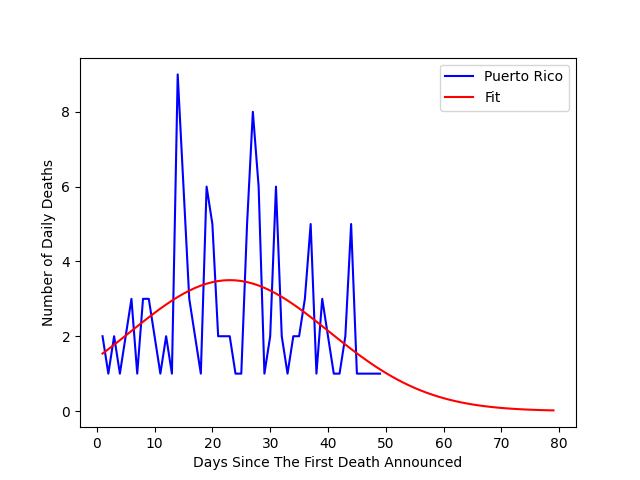 Puerto Rico
Fit
Number of Daily Deaths
8
6
4
2
0
0 10 20 30 40 50 60 70 80
Days Since The First Death Announced